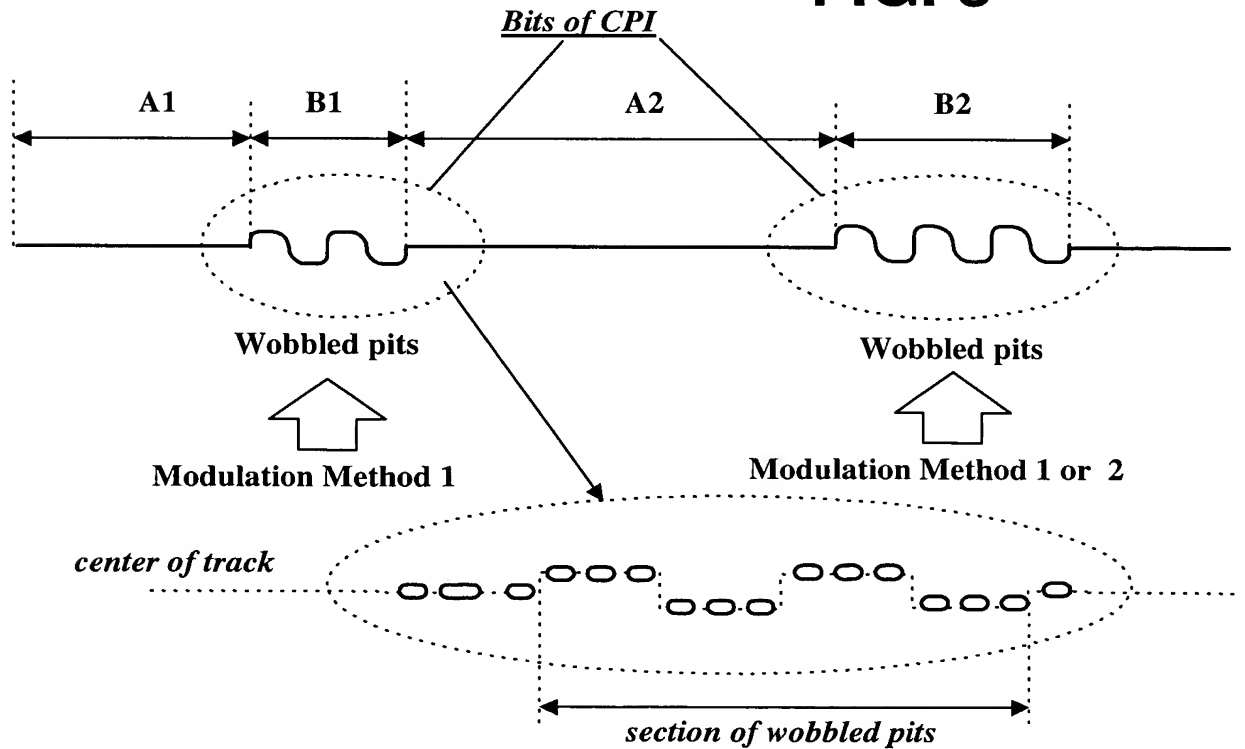 Bits of CPI
A1 B1 A2 B2
Wobbled pits Wobbled pits
Modulation Method 1 Modulation Method 1 or 2
center of track
section of wobbled pits